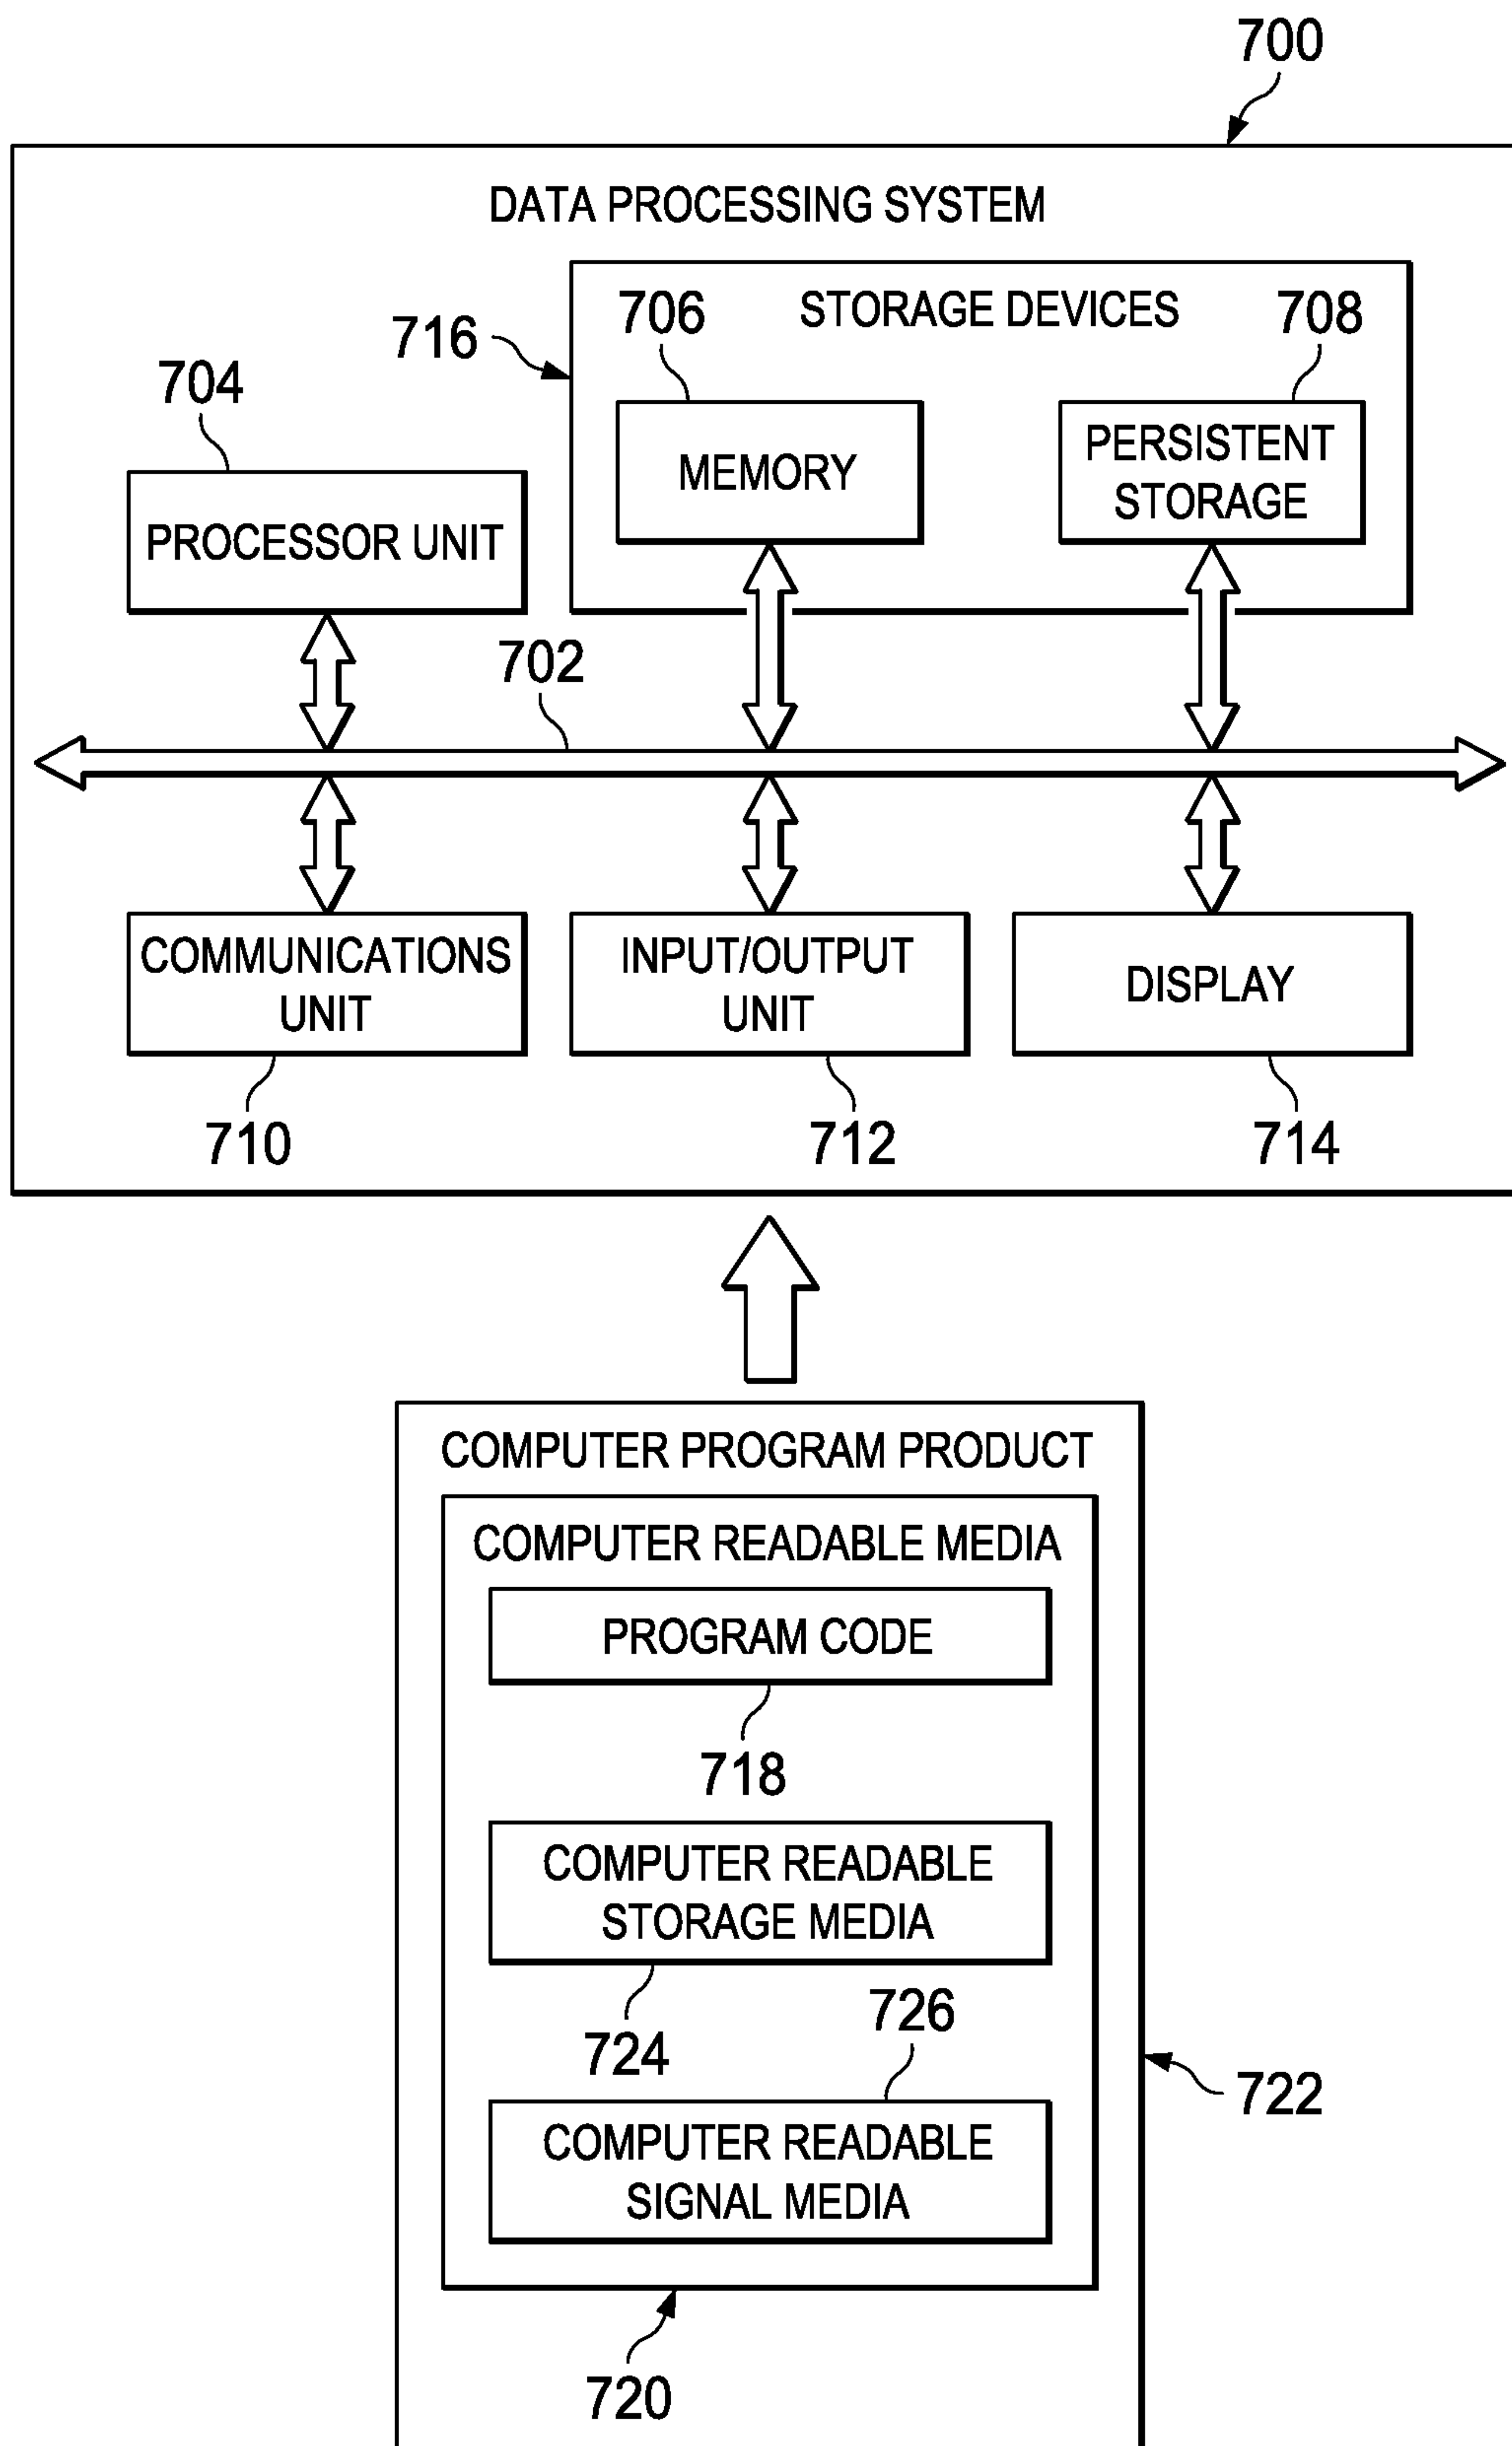 700
DATA PROCESSING SYSTEM
716
706
STORAGE DEVICES
708
704
MEMORY
PERSISTENT
STORAGE
PROCESSOR UNIT
702
COMMUNICATIONS
UNIT
INPUT/OUTPUT
UNIT
DISPLAY
710
712
714
COMPUTER PROGRAM PRODUCT
COMPUTER READABLE MEDIA
PROGRAM CODE
718
COMPUTER READABLE
STORAGE MEDIA
724
726
722
COMPUTER READABLE
SIGNAL MEDIA
720